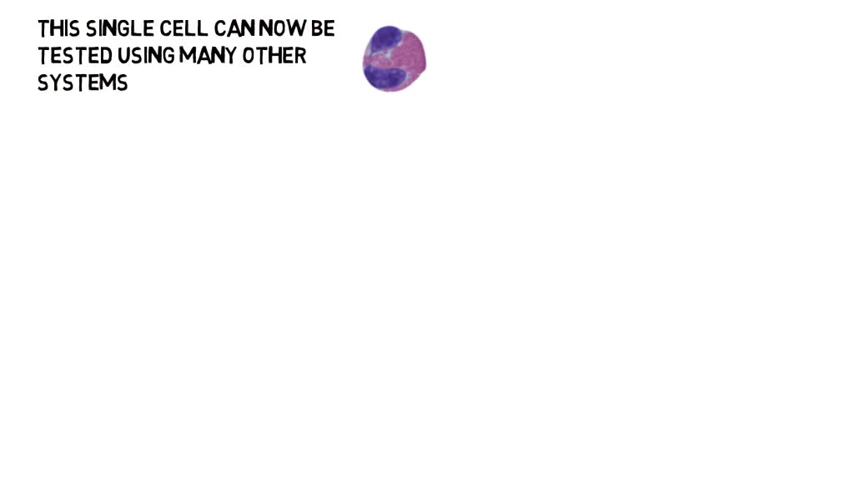 THIS SINGLE CELL CAN NOW BE
TESTED USING MANY OTHER
SYSTEMS